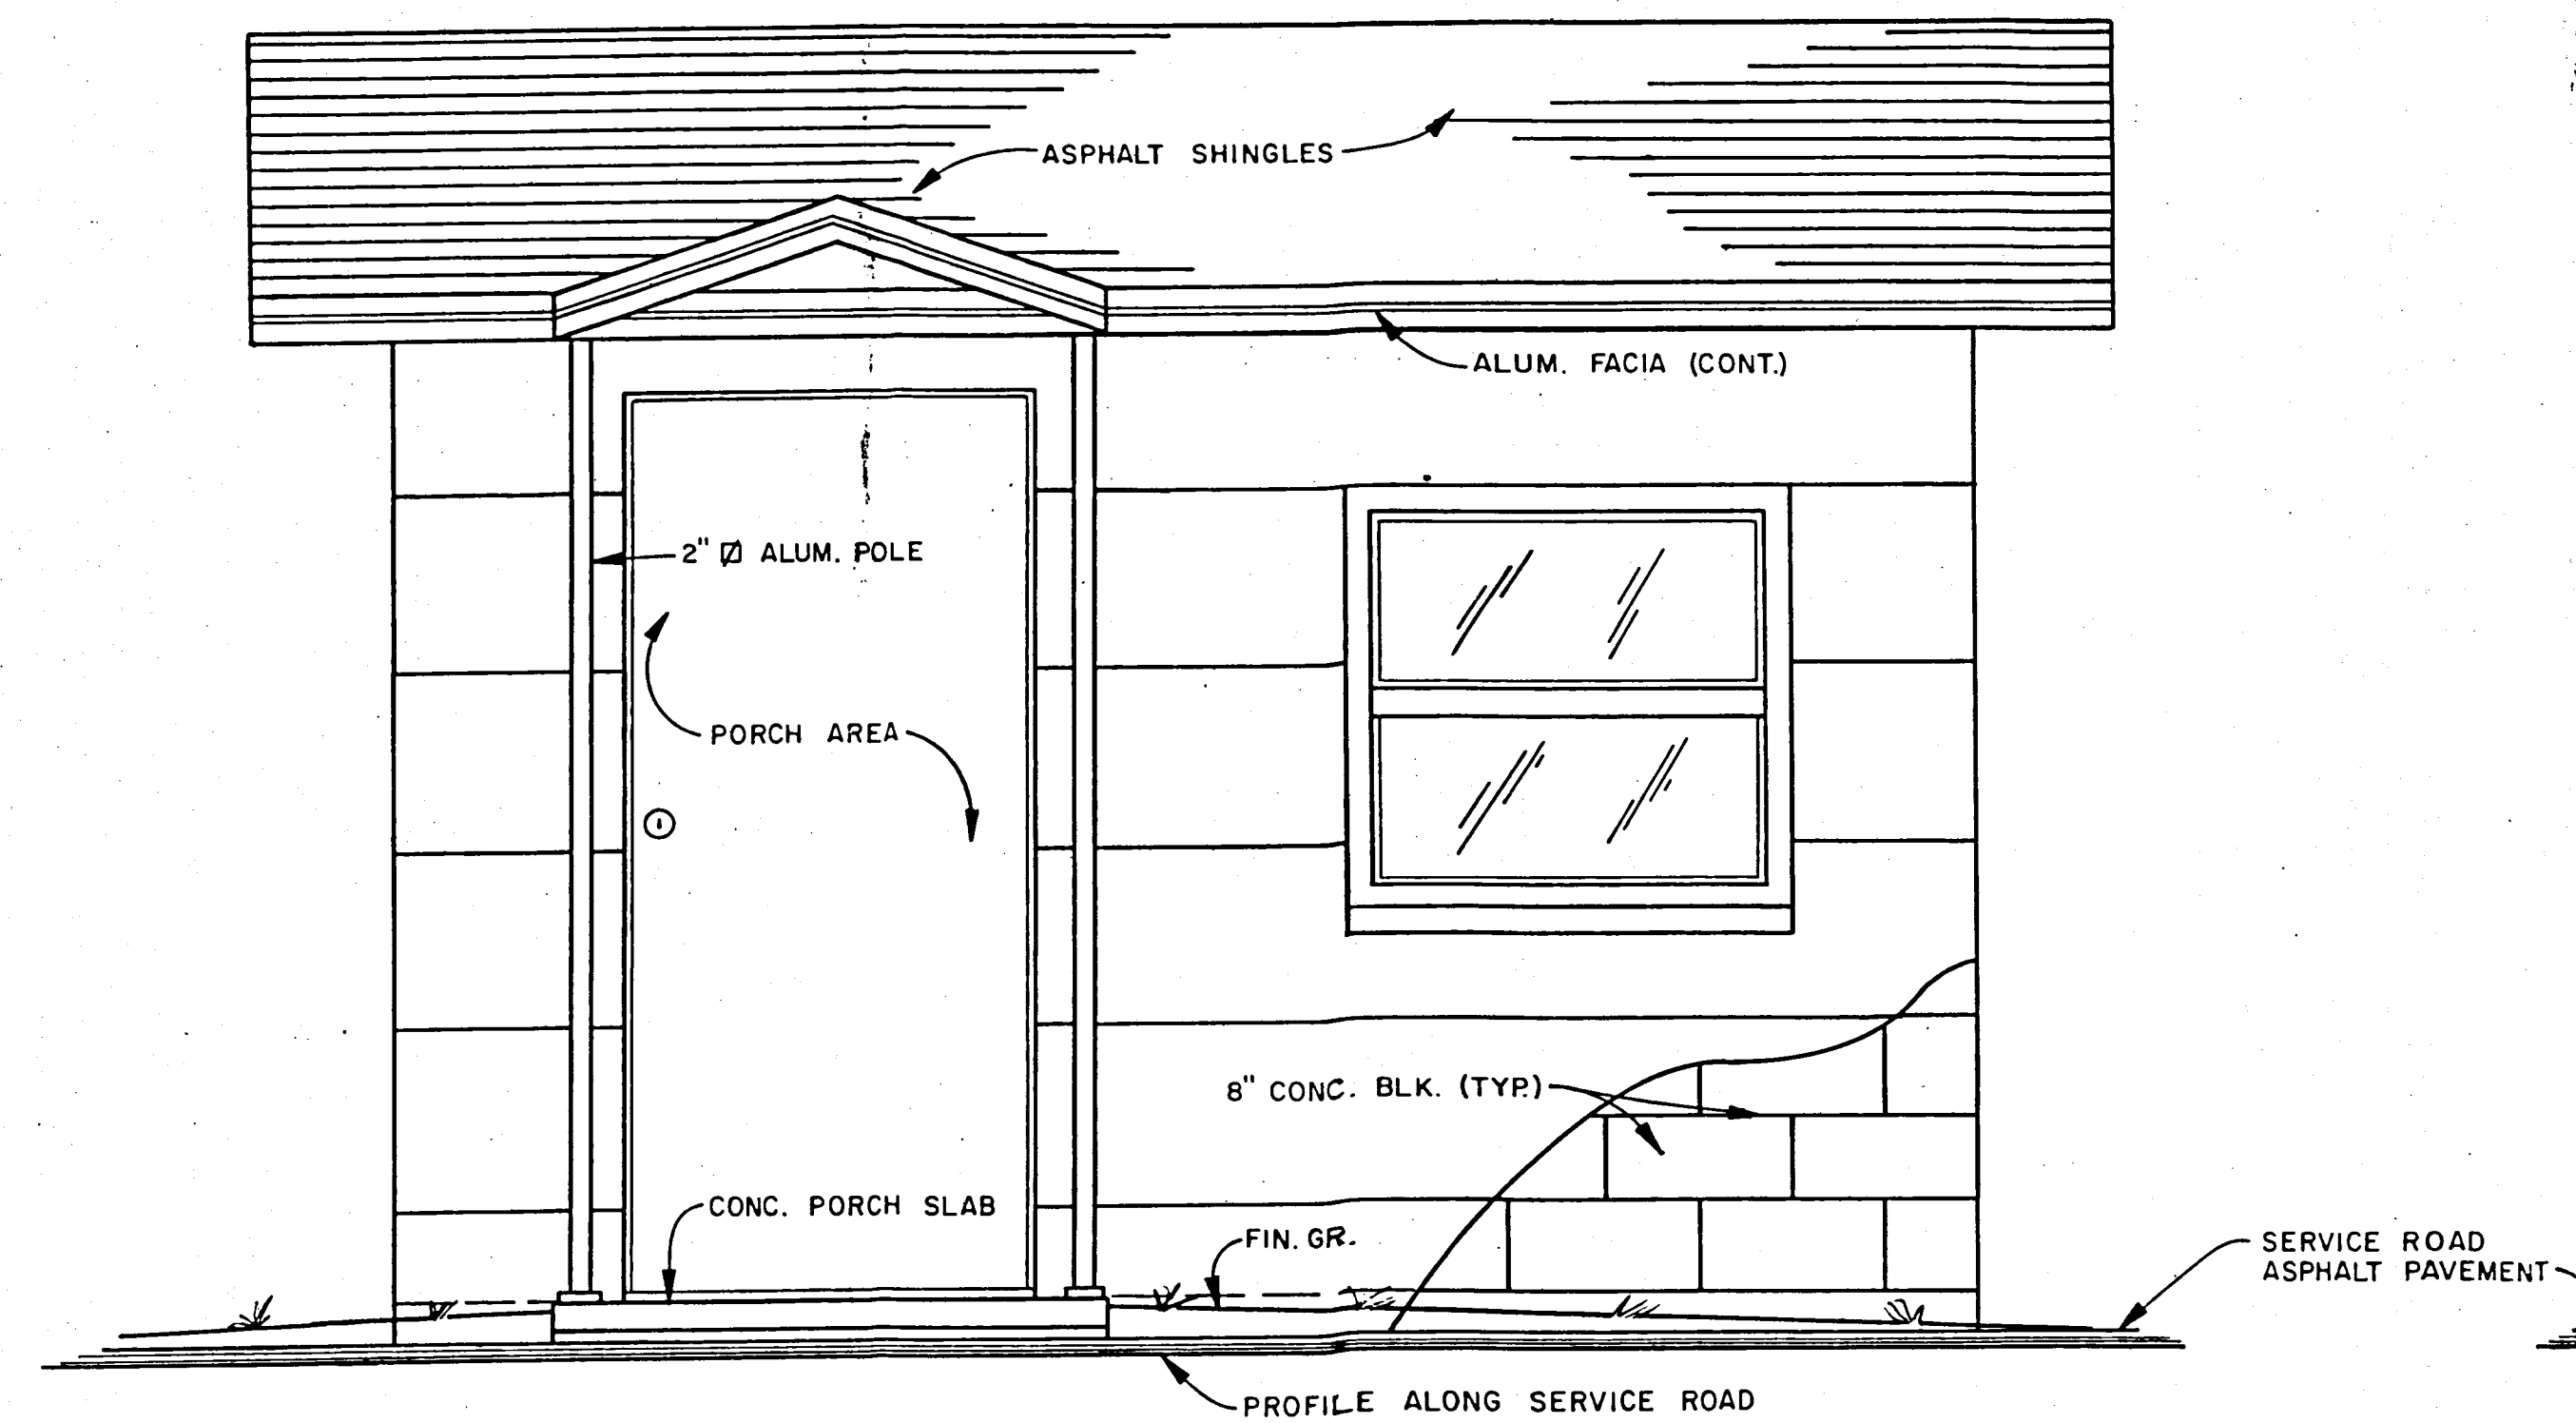 ASPHALT SHINGLES
ALUM. FACIA (CONT.)
2" ⍁ ALUM. POLE
PORCH AREA
8" CONC. BLK. (TYP.)
CONC. PORCH SLAB
FIN. GR.
SERVICE ROAD
ASPHALT PAVEMENT
PROFILE ALONG SERVICE ROAD